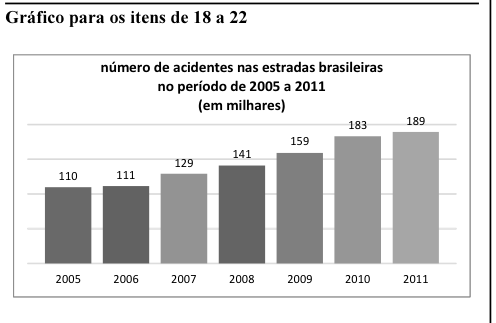 Gráfico para os itens de 18 a 22
número de acidentes nas estradas brasileiras
no período de 2005 a 2011
(em milhares)
110 111 129 141 159 183 189
2005 2006 2007 2008 2009 2010 2011